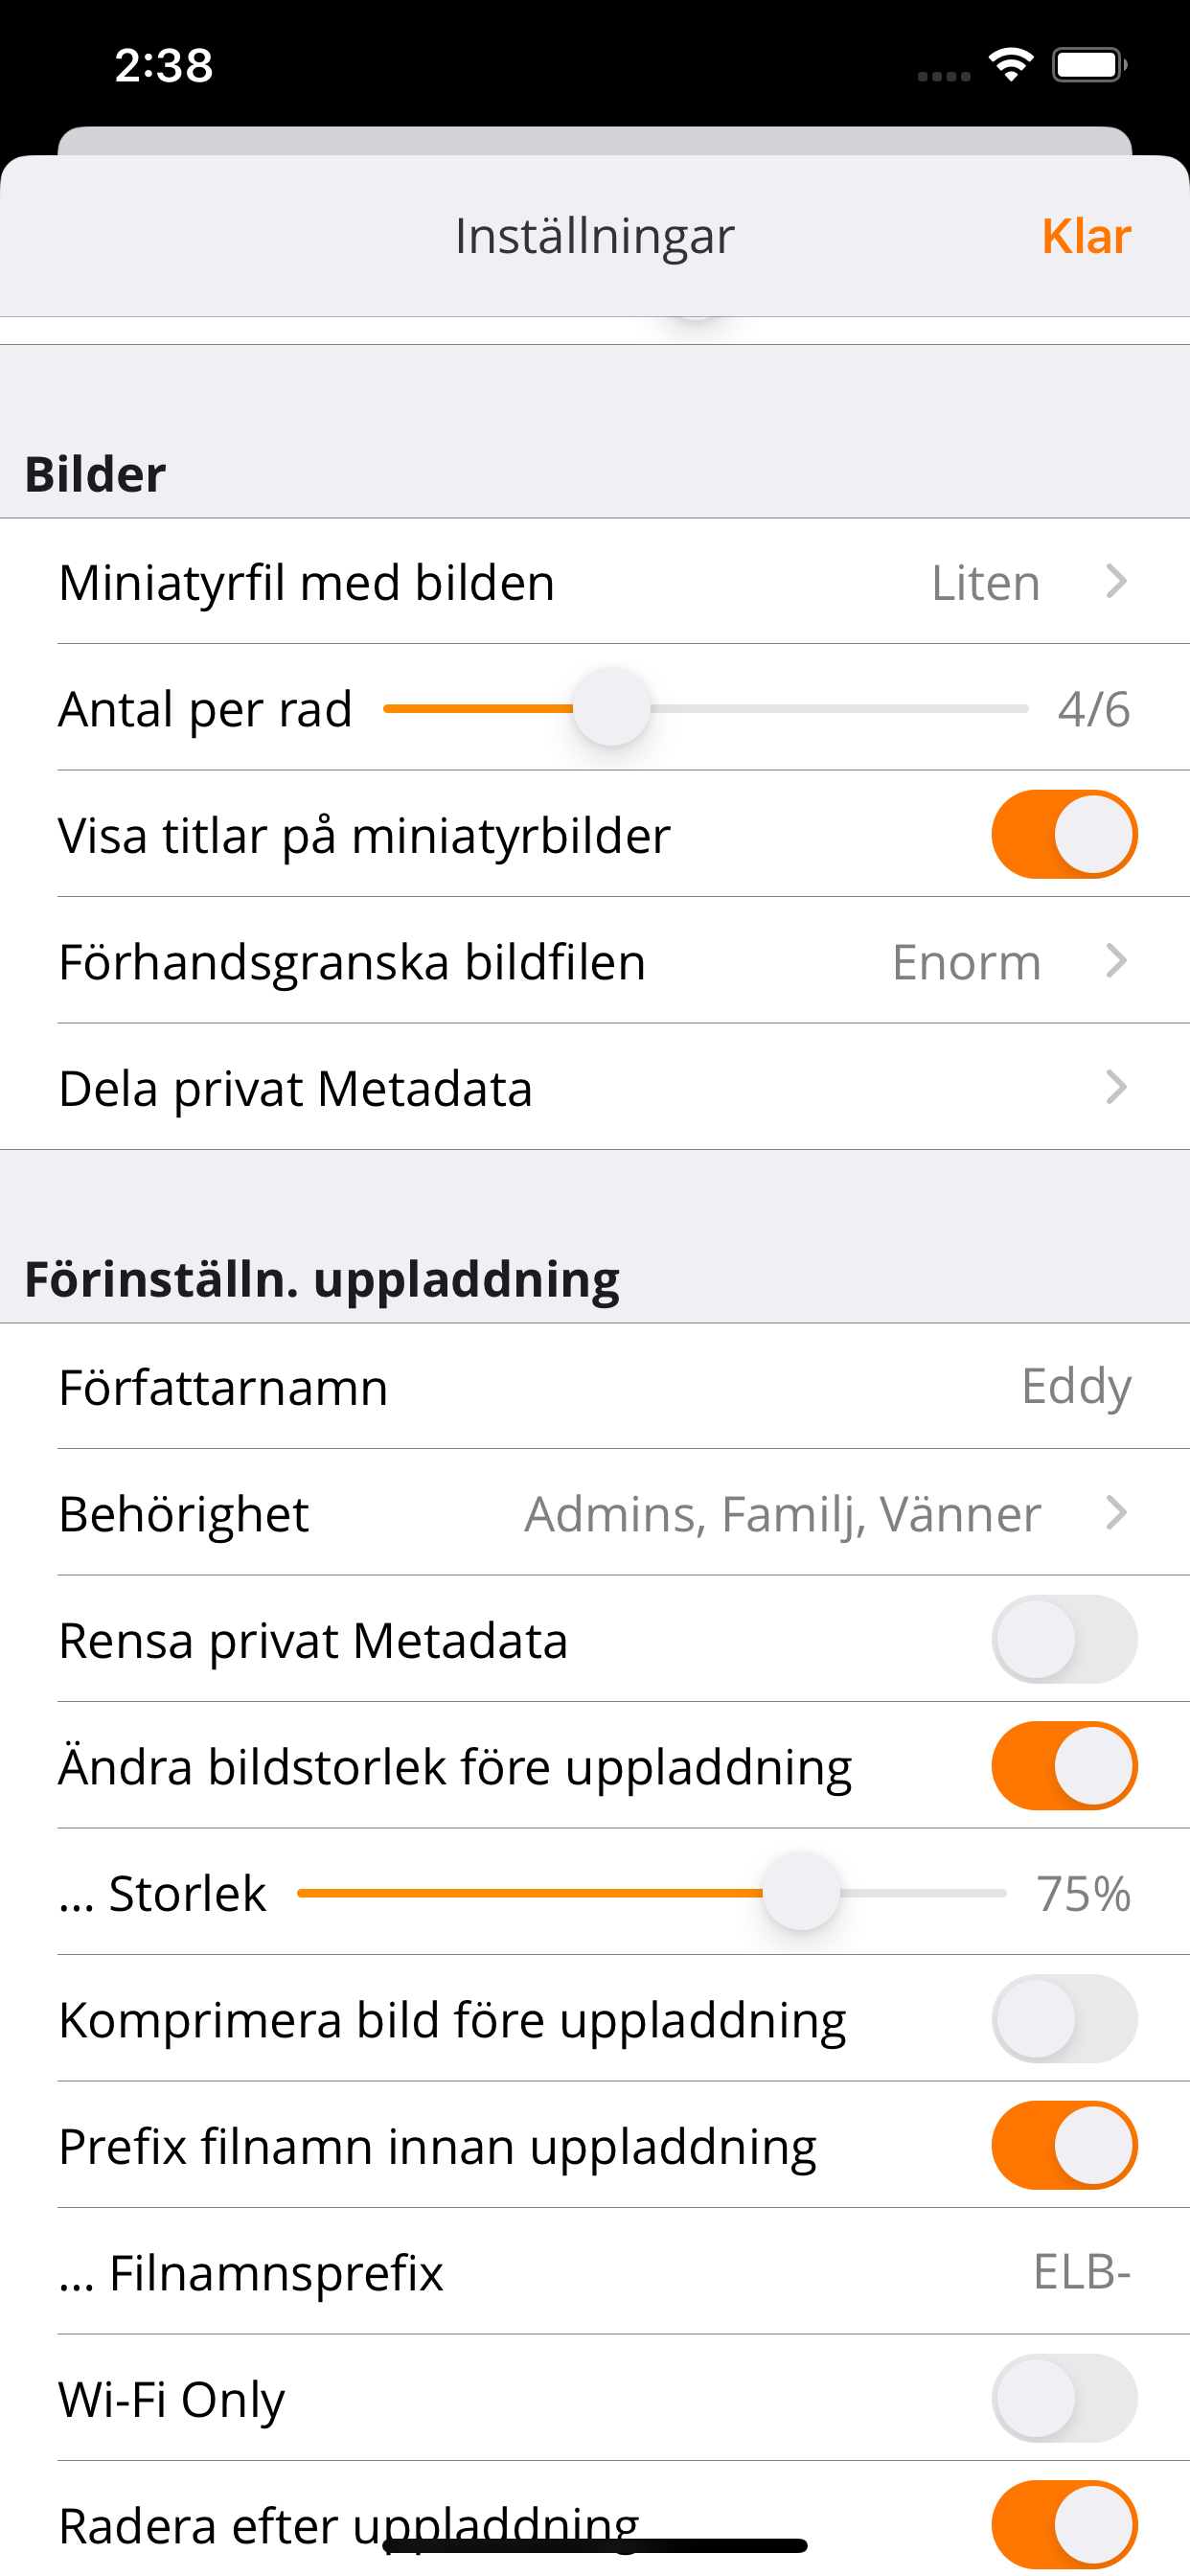 2:38
Inställningar
Klar
Bilder
Miniatyrfil med bilden
Liten
Antal per rad
4/6
Visa titlar på miniatyrbilder
Förhandsgranska bildfilen
Enorm
Dela privat Metadata
Förinställn. uppladdning
Författarnamn
Eddy
Behörighet
Admins, Familj, Vänner
Rensa privat Metadata
Ändra bildstorlek före uppladdning
... Storlek
75%
Komprimera bild före uppladdning
Prefix filnamn innan uppladdning
... Filnamnsprefix
ELB-
Wi-Fi Only
Radera efter uppladdning